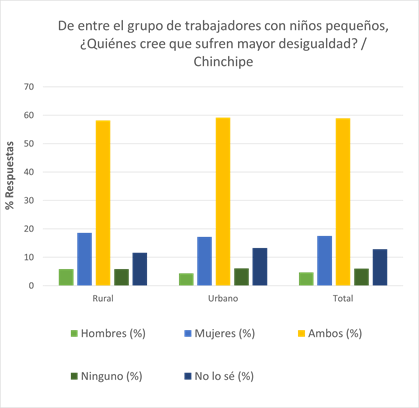 De entre el grupo de trabajadores con niños pequeños,
¿Quiénes cree que sufren mayor desigualdad? /
Chinchipe
% Respuestas
70
60
50
40
30
20
10
0
Rural Urbano Total
Hombres (%) Mujeres (%) Ambos (%)
Ninguno (%) No lo sé (%)